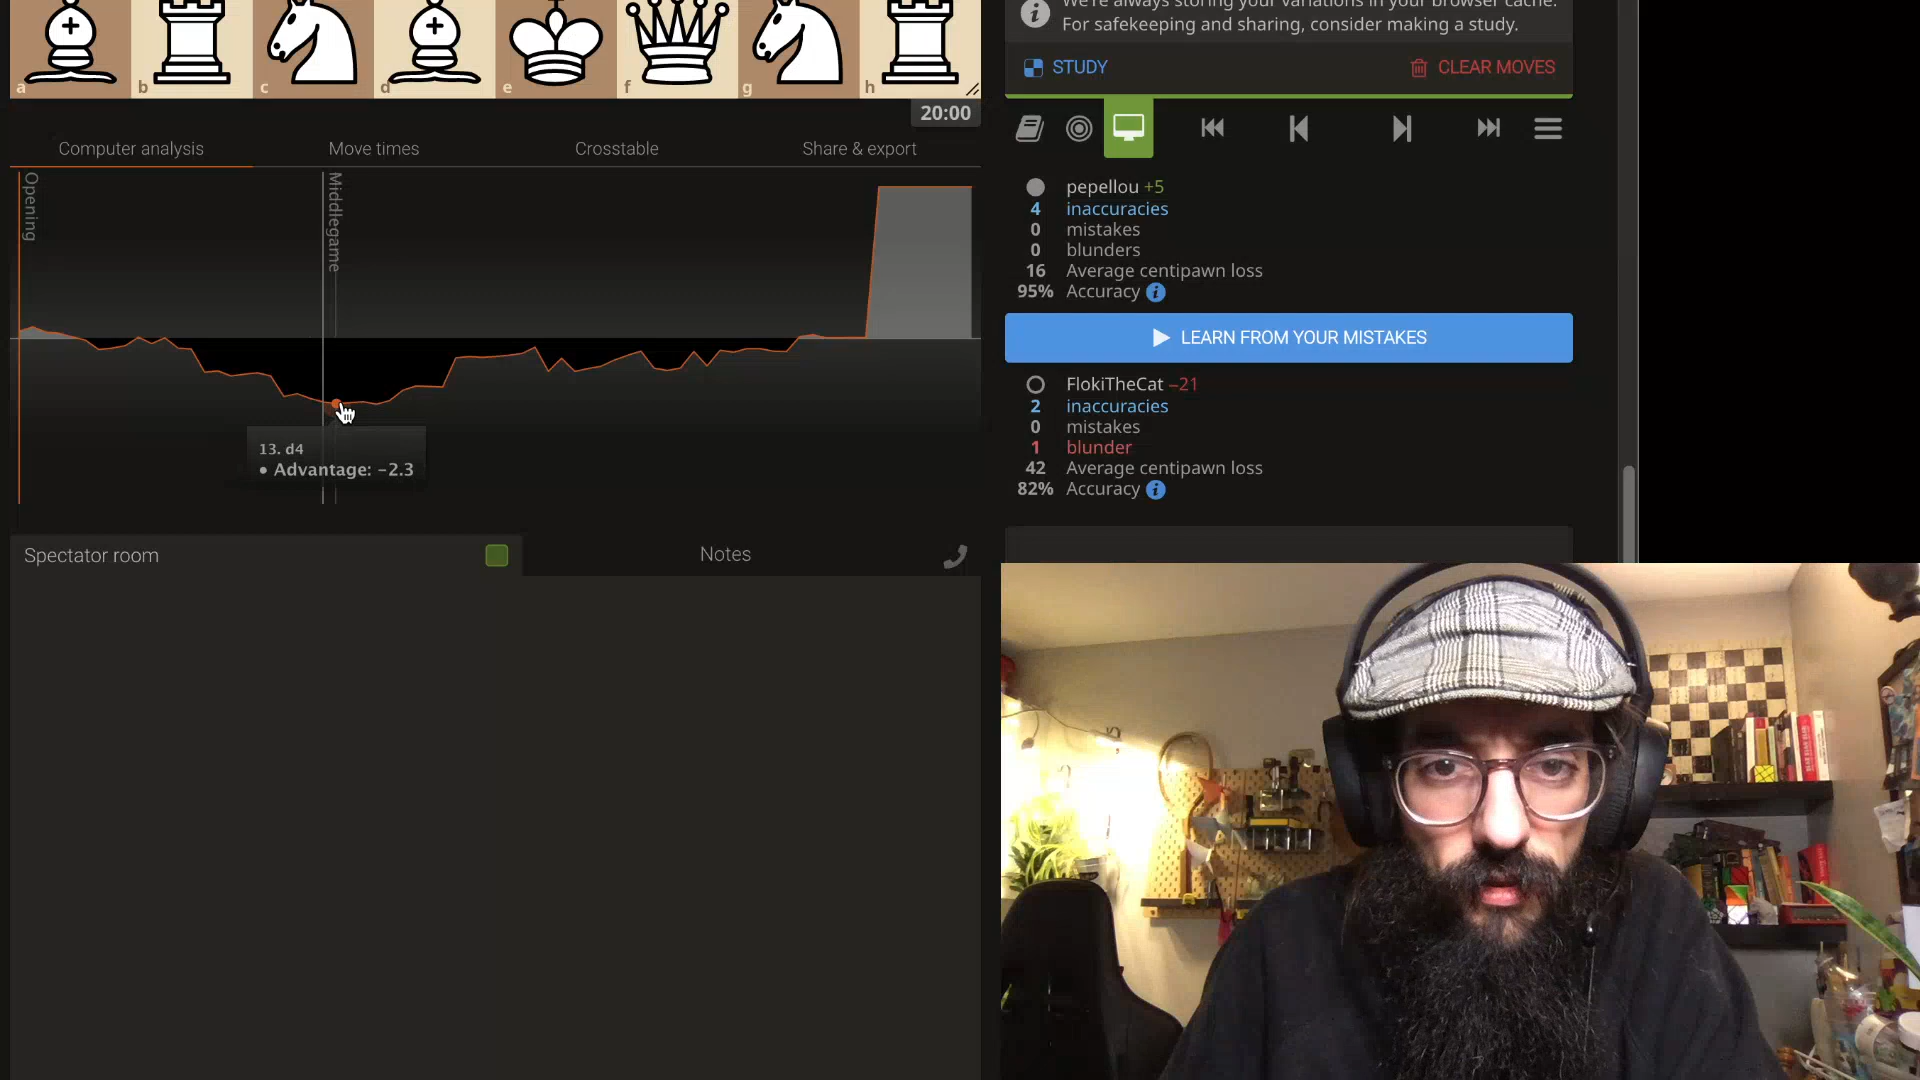 We're always storing your variations in your browser cache.
For safekeeping and sharing, consider making a study.
a b c d e f g h
STUDY
CLEAR MOVES
20:00
Computer analysis
Move times
Crosstable
Share & export
Opening
Middlegame
pepellou +5
4 inaccuracies
0 mistakes
0 blunders
16 Average centipawn loss
95% Accuracy
LEARN FROM YOUR MISTAKES
FlokiTheCat −21
2 inaccuracies
0 mistakes
1 blunder
42 Average centipawn loss
82% Accuracy
13. d4
• Advantage: −2.3
Spectator room
Notes